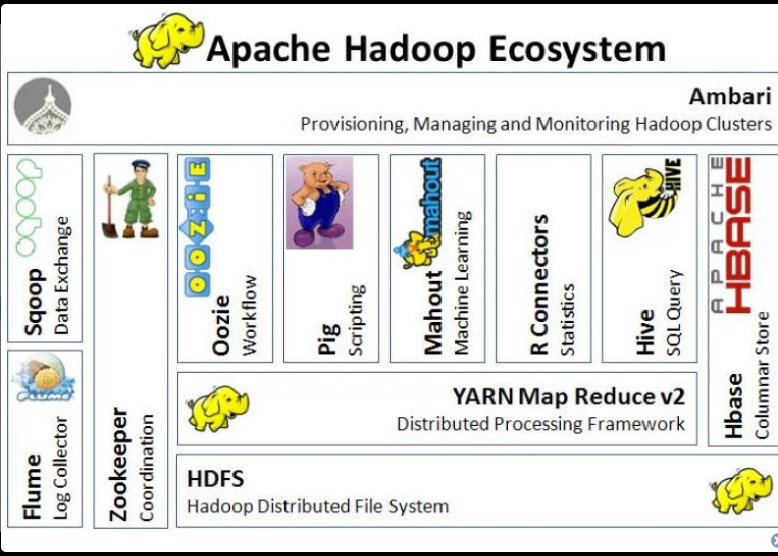 Apache Hadoop Ecosystem
Ambari
Provisioning, Managing and Monitoring Hadoop Clusters
sqoop
Sqoop
Data Exchange
FLUME
Flume
Log Collector
Zookeeper
Coordination
OOZiE
Oozie
Workflow
Pig
Scripting
mahout
Mahout
Machine Learning
R Connectors
Statistics
HIVE
Hive
SQL Query
APACHE
HBASE
Hbase
Columnar Store
YARN Map Reduce v2
Distributed Processing Framework
HDFS
Hadoop Distributed File System